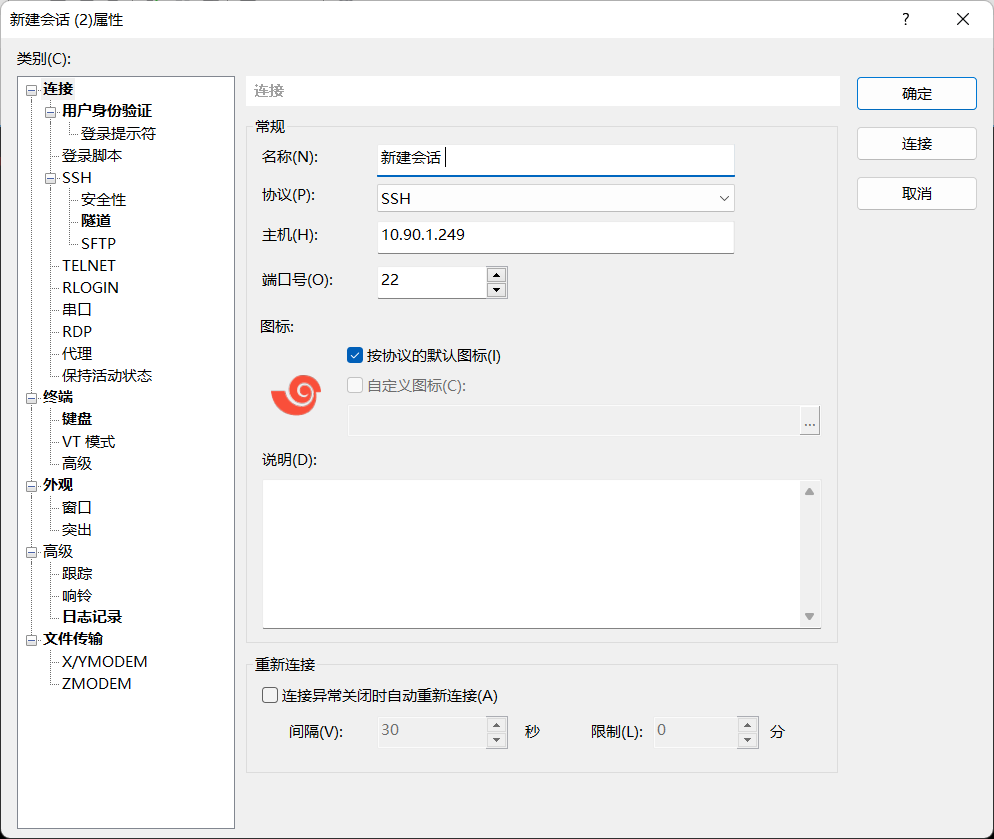 新建会话 (2)属性
?
类别(C):
连接
用户身份验证
登录提示符
登录脚本
SSH
安全性
隧道
SFTP
TELNET
RLOGIN
串口
RDP
代理
保持活动状态
终端
键盘
VT 模式
高级
外观
窗口
突出
高级
跟踪
响铃
日志记录
文件传输
X/YMODEM
ZMODEM
连接
常规
名称(N): 新建会话
协议(P): SSH
主机(H): 10.90.1.249
端口号(O): 22
图标:
按协议的默认图标(I)
自定义图标(C):
...
说明(D):
重新连接
连接异常关闭时自动重新连接(A)
间隔(V): 30 秒 限制(L): 0 分
确定
连接
取消